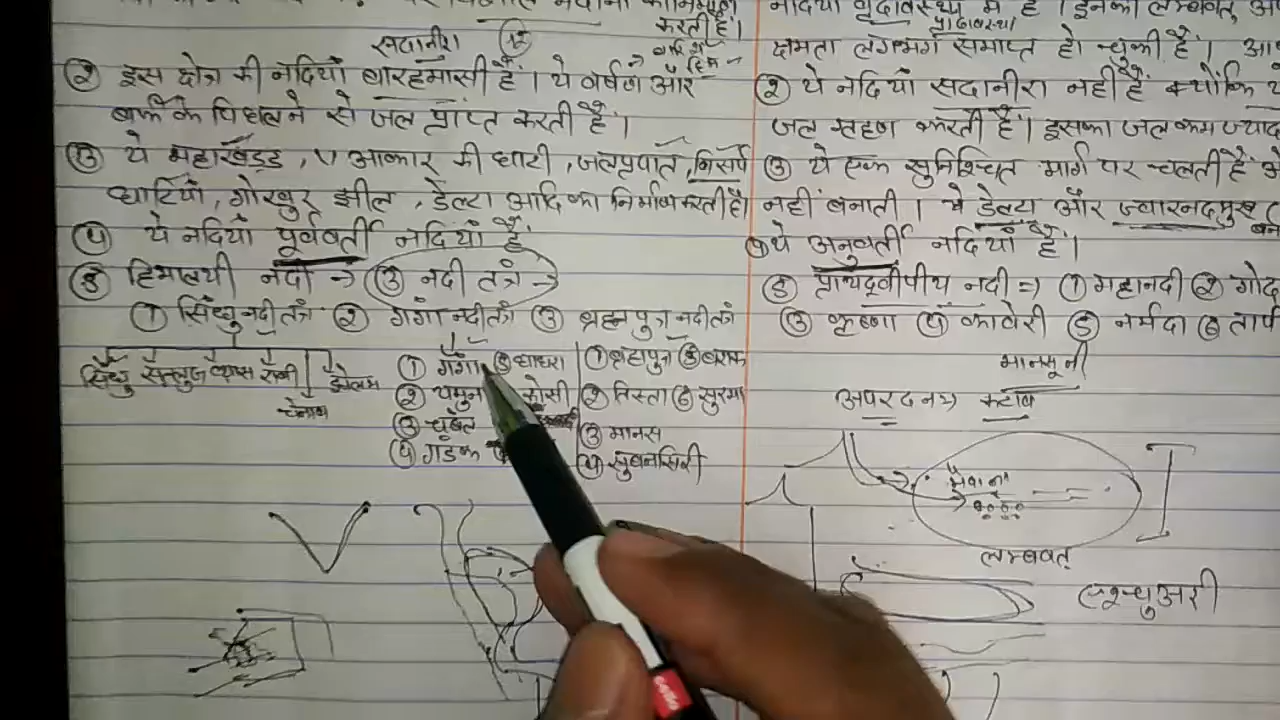 करती है।
सदानीरा
② इस क्षेत्र की नदियाँ बारहमासी हैं। ये वर्षण और
बर्फ के पिघलने से जल प्राप्त करती हैं।
③ ये महाखड्ड, V आकार की घाटी, जलप्रपात, विसर्प
घाटियाँ, गोखुर झील, डेल्टा आदि का निर्माण करती है।
④ ये नदियाँ पूर्ववर्ती नदियाँ हैं
⑤ हिमालयी नदी ⇒ ③ नदी तंत्र →
① सिंधु नदी तंत्र ② गंगा नदी तंत्र ③ ब्रह्मपुत्र नदी तंत्र
सिंधु सतलुज व्यास रावी झेलम
चेनाब
① गंगा ⑤ घाघरा
② यमुना कोसी
③ चंबल
④ गंडक
① ब्रह्मपुत्र ⑤ बराक
② तिस्ता ⑥ सुरमा
③ मानस
④ सुबनसिरी
नदियाँ वृद्धावस्था में हैं। इनकी लम्बवत्
प्रौढावस्था
क्षमता लगभग समाप्त हो चुकी है।
② ये नदियाँ सदानीरा नहीं हैं क्योंकि
जल ग्रहण करती हैं। इसका जल कम ज्याद
③ ये एक सुनिश्चित मार्ग पर चलती हैं
नहीं बनाती। ये डेल्टा और ज्वारनदमुख
बन
④ ये अनुवर्ती नदियाँ हैं।
⑤ प्रायद्वीपीय नदी ⇒ ① महानदी ② गोद
③ कृष्णा ④ कावेरी ⑤ नर्मदा ⑥ ताप
मानसूनी
अपरदन कटाव
मैदान
लम्बवत्